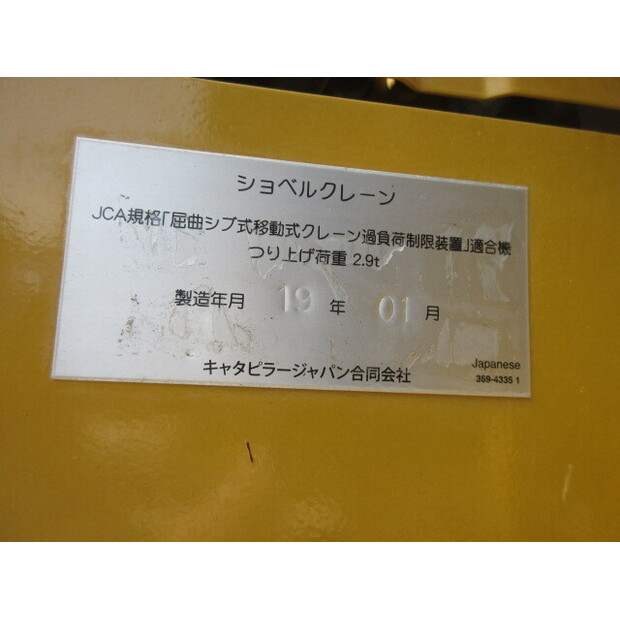 ショベルクレーン
JCA規格「屈曲ジブ式移動式クレーン過負荷制限装置」適合機
つり上げ荷重 2.9t
製造年月 19 年 01 月
キャタピラージャパン合同会社
Japanese
359-4335 1